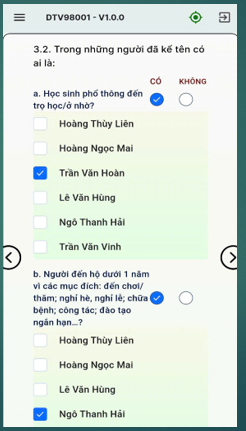 DTV98001 - V1.0.0
3.2. Trong những người đã kể tên có
ai là:
CÓ KHÔNG
a. Học sinh phổ thông đến
trọ học/ở nhờ?
Hoàng Thùy Liên
Hoàng Ngọc Mai
Trần Văn Hoàn
Lê Văn Hùng
Ngô Thanh Hải
Trần Văn Vinh
b. Người đến hộ dưới 1 năm
vì các mục đích: đến chơi/
thăm; nghỉ hè, nghỉ lễ; chữa
bệnh; công tác; đào tạo
ngắn hạn...?
Hoàng Thùy Liên
Hoàng Ngọc Mai
Lê Văn Hùng
Ngô Thanh Hải